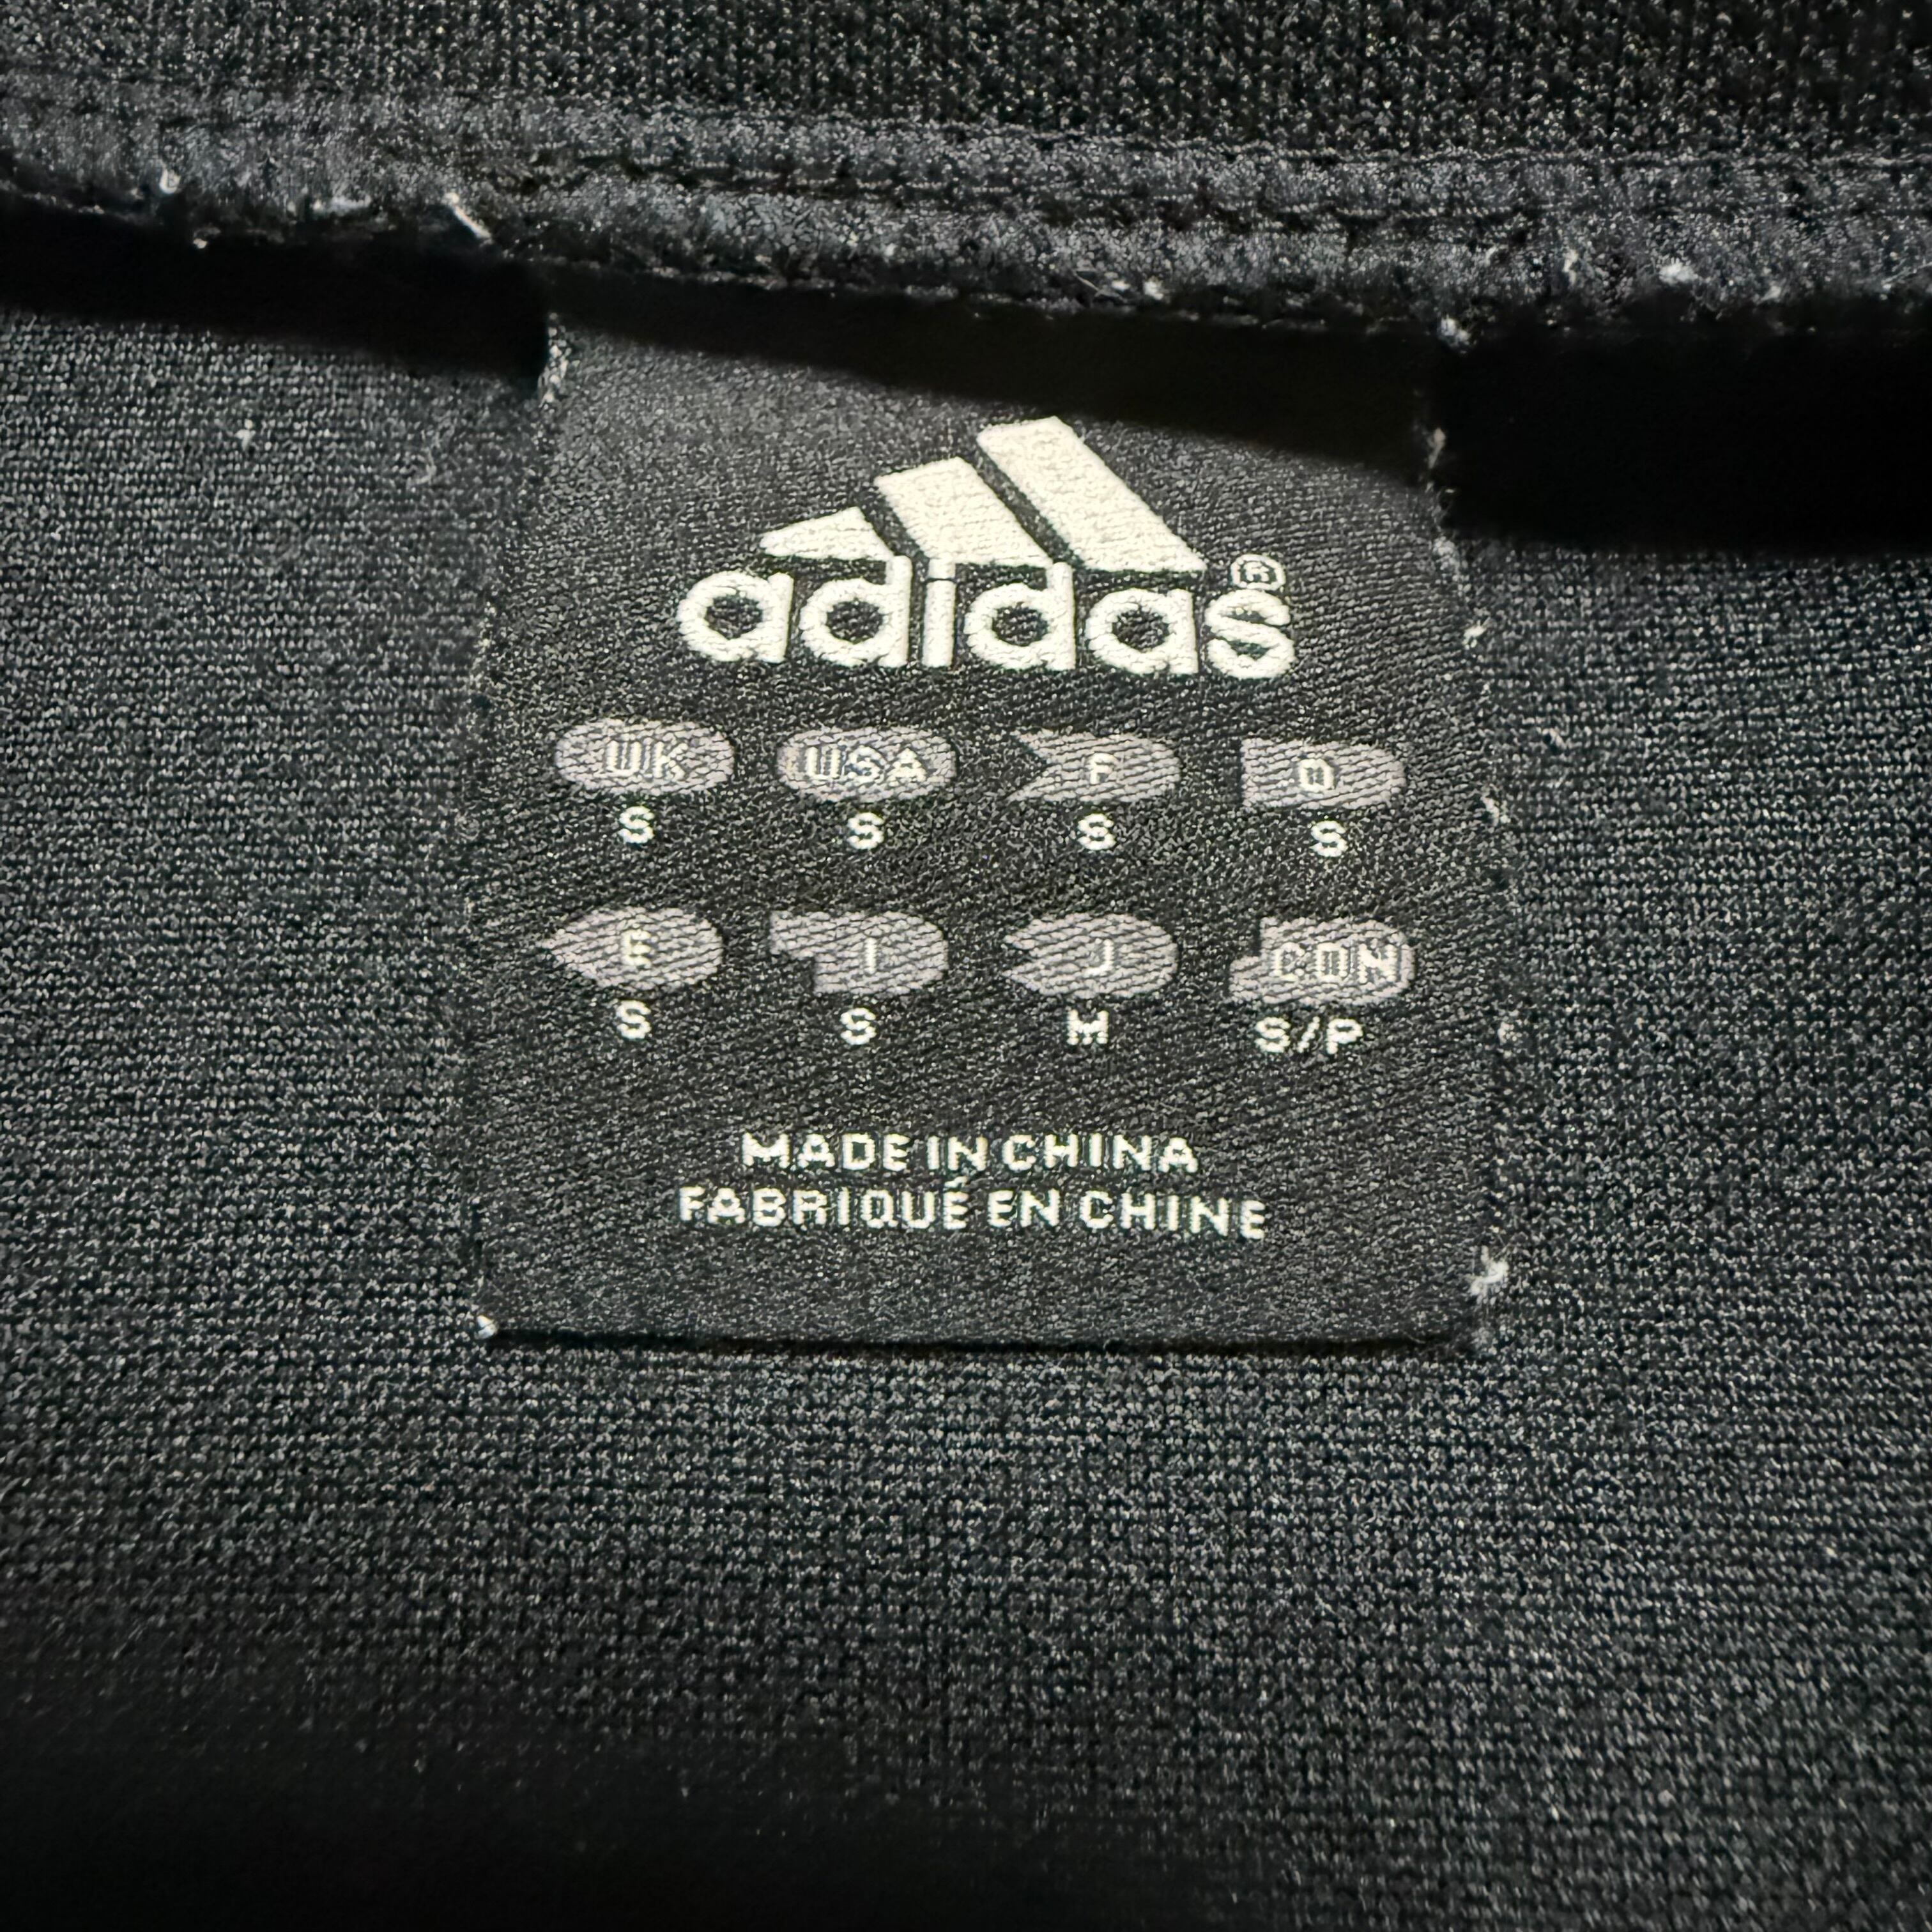 adidas®
UK USA F D
S S S S
E I J CDN
S S M S/P
MADE IN CHINA
FABRIQUÉ EN CHINE